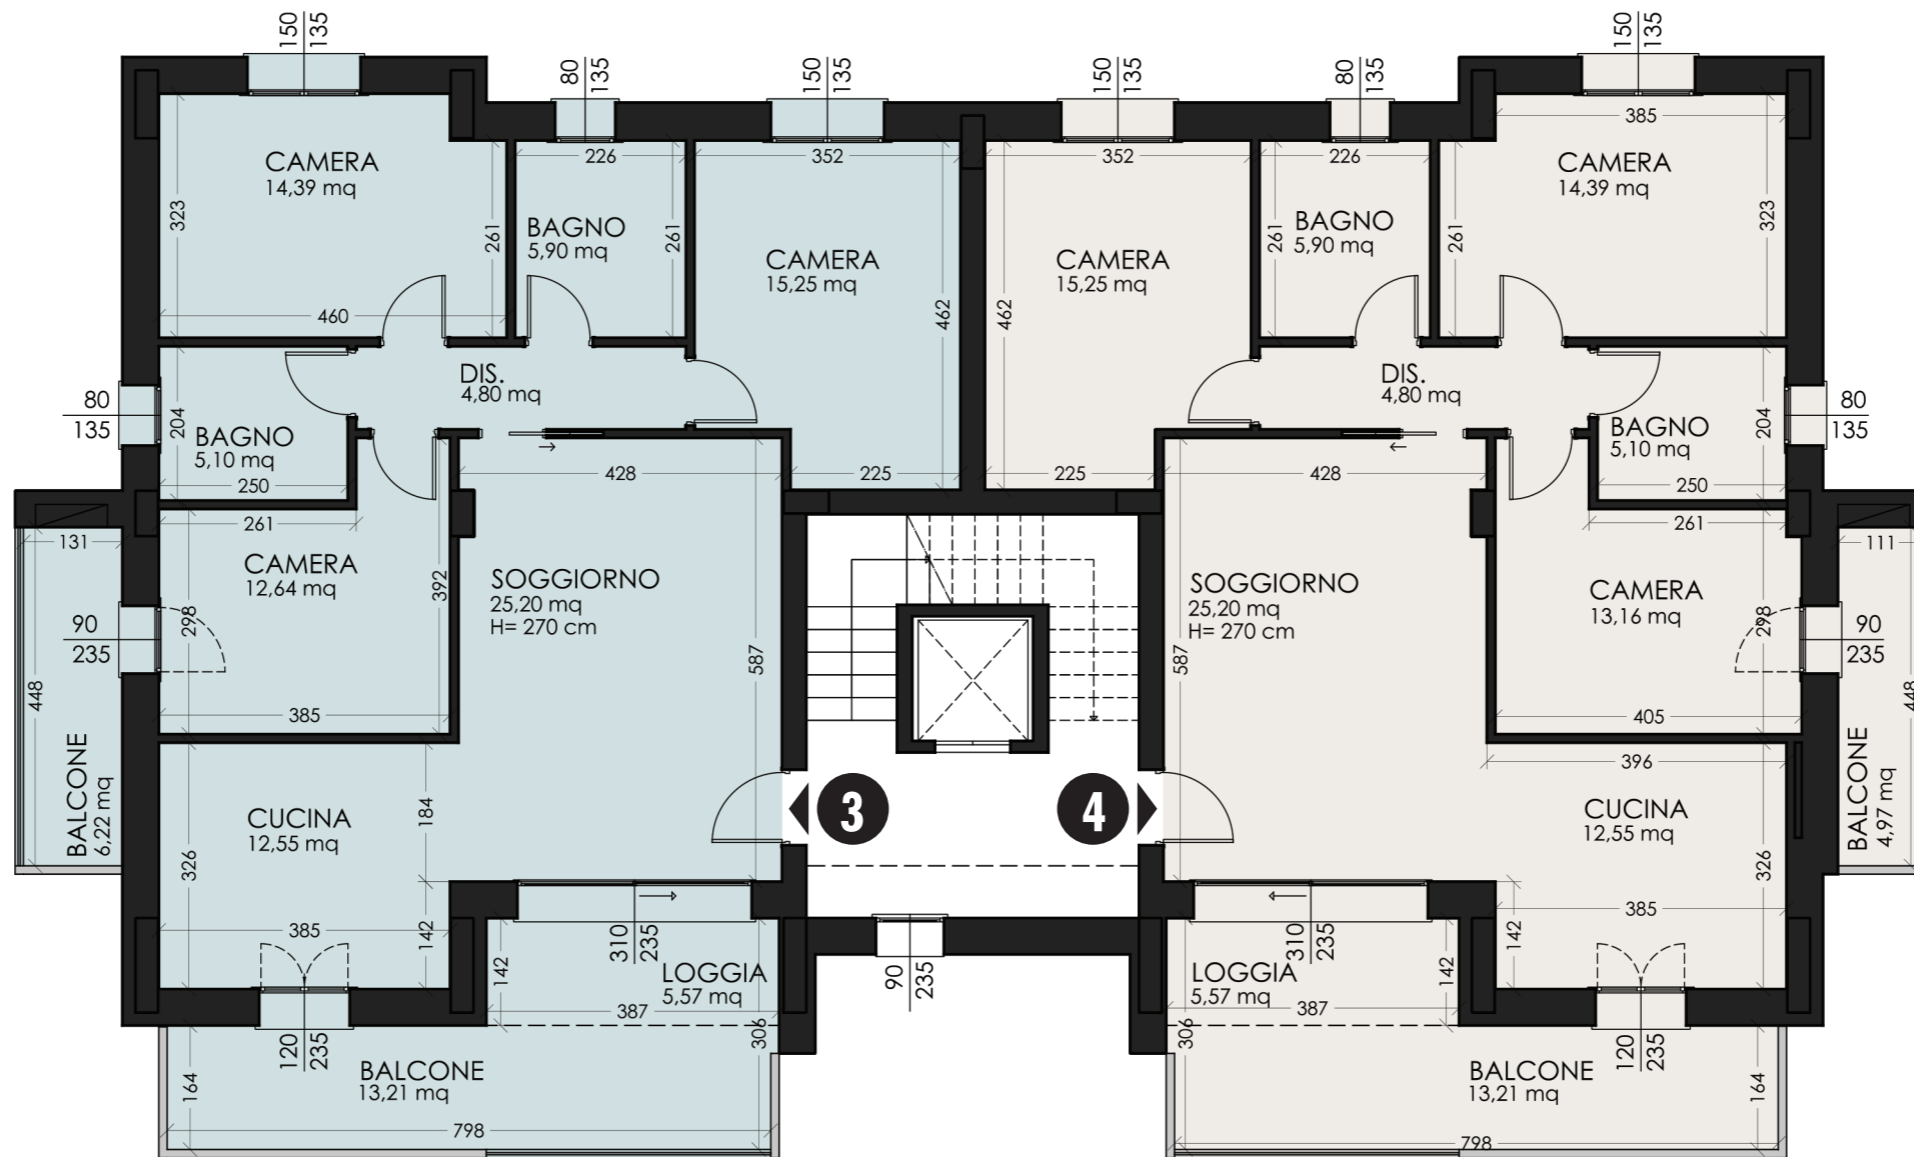 150
135
80
135
150
135
150
135
80
135
150
135
CAMERA
14,39 mq
323
261
460
226
BAGNO
5,90 mq
261
352
CAMERA
15,25 mq
462
225
352
CAMERA
15,25 mq
462
225
226
BAGNO
5,90 mq
261
385
CAMERA
14,39 mq
261
323
80
135
204
BAGNO
5,10 mq
250
DIS.
4,80 mq
DIS.
4,80 mq
BAGNO
5,10 mq
204
250
80
135
131
448
BALCONE
6,22 mq
90
235
261
CAMERA
12,64 mq
298
392
385
428
SOGGIORNO
25,20 mq
H= 270 cm
587
428
SOGGIORNO
25,20 mq
H= 270 cm
587
261
CAMERA
13,16 mq
298
405
90
235
111
448
BALCONE
4,97 mq
CUCINA
12,55 mq
326
184
142
385
3
4
396
CUCINA
12,55 mq
326
385
142
120
235
310
235
142
LOGGIA
5,57 mq
387
306
90
235
310
235
LOGGIA
5,57 mq
142
387
306
120
235
164
BALCONE
13,21 mq
798
BALCONE
13,21 mq
164
798